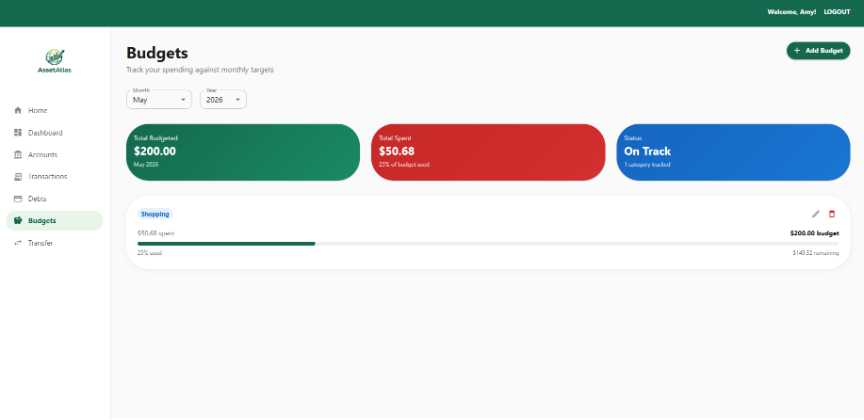 Welcome, Amy! LOGOUT
AssetAtlas
Home
Dashboard
Accounts
Transactions
Debts
Budgets
Transfer
Budgets
Track your spending against monthly targets
+ Add Budget
Month
May
Year
2026
Total Budgeted
$200.00
May 2026
Total Spent
$50.68
25% of budget used
Status
On Track
1 category tracked
Shopping
$50.68 spent
$200.00 budget
25% used
$149.32 remaining